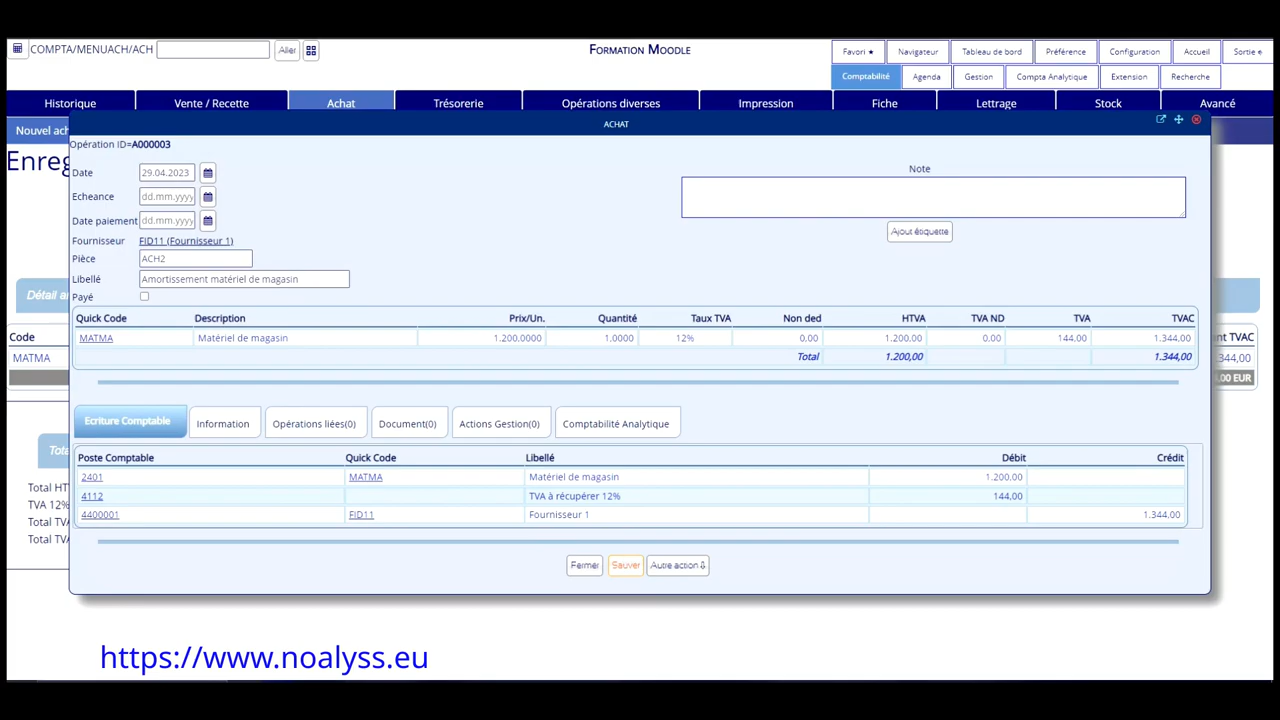 COMPTA/MENUACH/ACH Aller FORMATION MOODLE Favori ★ Navigateur Tableau de bord Préférence Configuration Accueil Sortie
Comptabilité Agenda Gestion Compta Analytique Extension Recherche
Historique Vente / Recette Achat Trésorerie Opérations diverses Impression Fiche Lettrage Stock Avancé
Nouvel ach
ACHAT
Opération ID=A000003
Enreg
Date 29.04.2023
Note
Echeance dd.mm.yyyy
Date paiement dd.mm.yyyy
Ajout étiquette
Fournisseur FID11 (Fournisseur 1)
Pièce ACH2
Libellé Amortissement matériel de magasin
Payé
Détail a
Quick Code Description Prix/Un. Quantité Taux TVA Non ded HTVA TVA ND TVA TVAC
Code
nt TVAC
MATMA Matériel de magasin 1.200,0000 1.0000 12% 0.00 1.200,00 0.00 144,00 1.344,00
MATMA
344,00
Total 1.200,00 1.344,00
,00 EUR
Ecriture Comptable Information Opérations liées(0) Document(0) Actions Gestion(0) Comptabilité Analytique
Tota
Poste Comptable Quick Code Libellé Débit Crédit
2401 MATMA Matériel de magasin 1.200,00
Total HT
4112 TVA à récupérer 12% 144,00
TVA 12%
4400001 FID11 Fournisseur 1 1.344,00
Total TV
Total TV
Fermer Sauver Autre action ⇩
https://www.noalyss.eu